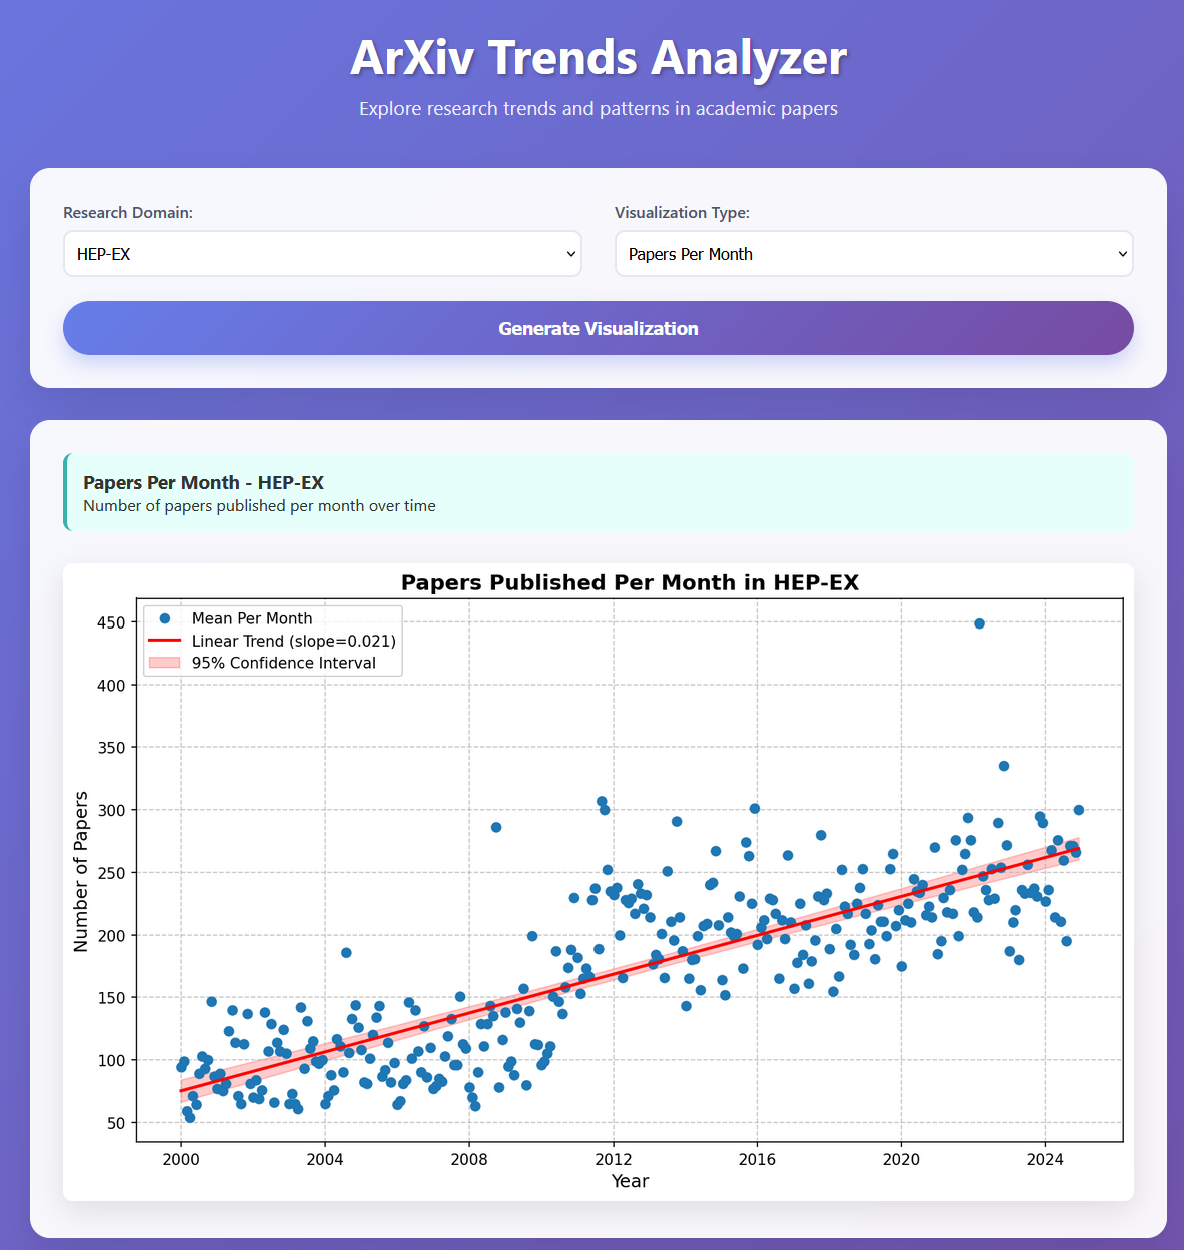 ArXiv Trends Analyzer
Explore research trends and patterns in academic papers
Research Domain:
HEP-EX
Visualization Type:
Papers Per Month
Generate Visualization
Papers Per Month - HEP-EX
Number of papers published per month over time
Papers Published Per Month in HEP-EX
Mean Per Month
Linear Trend (slope=0.021)
95% Confidence Interval
Number of Papers
450
400
350
300
250
200
150
100
50
2000 2004 2008 2012 2016 2020 2024
Year